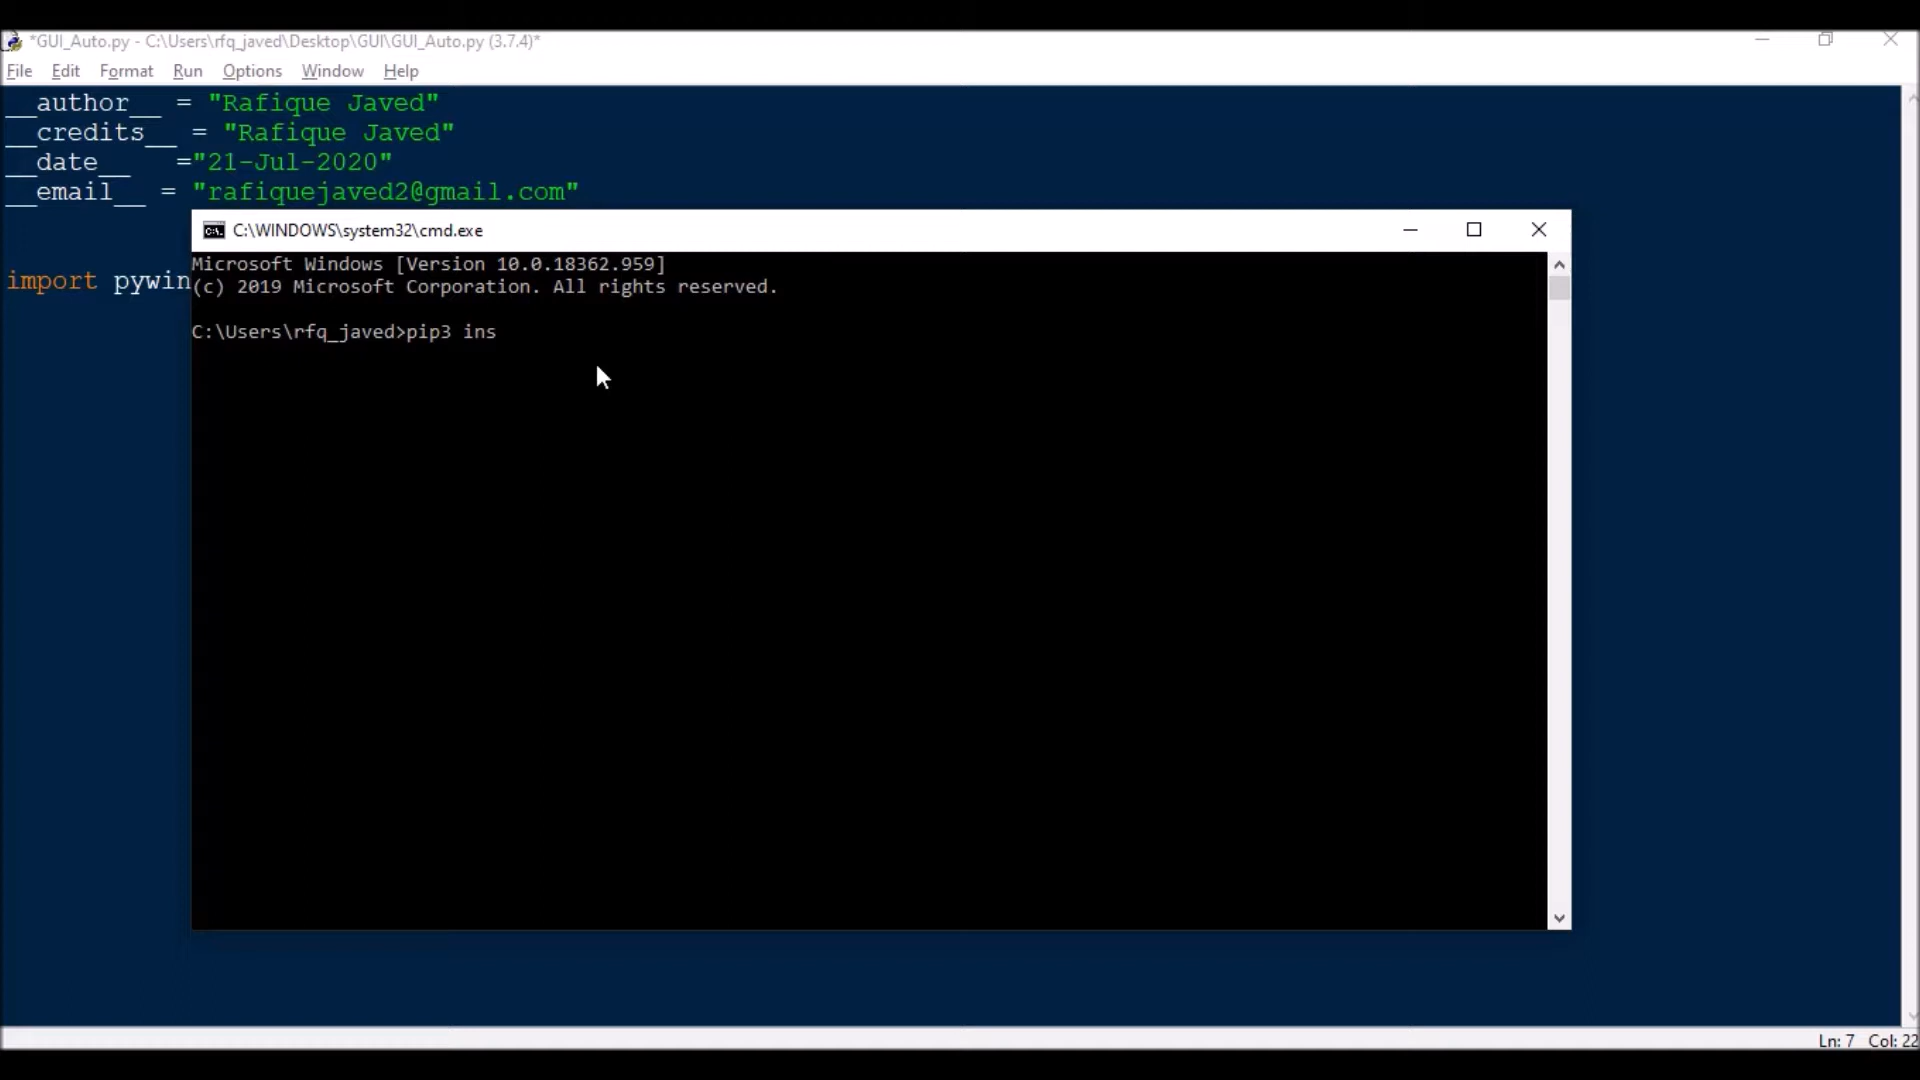 *GUI_Auto.py - C:\Users\rfq_javed\Desktop\GUI\GUI_Auto.py (3.7.4)*
File Edit Format Run Options Window Help
__author__ = "Rafique Javed"
__credits__ = "Rafique Javed"
__date__ ="21-Jul-2020"
__email__ = "rafiquejaved2@gmail.com"
import pywin
C:\WINDOWS\system32\cmd.exe
Microsoft Windows [Version 10.0.18362.959]
(c) 2019 Microsoft Corporation. All rights reserved.
C:\Users\rfq_javed>pip3 ins
Ln: 7 Col: 22